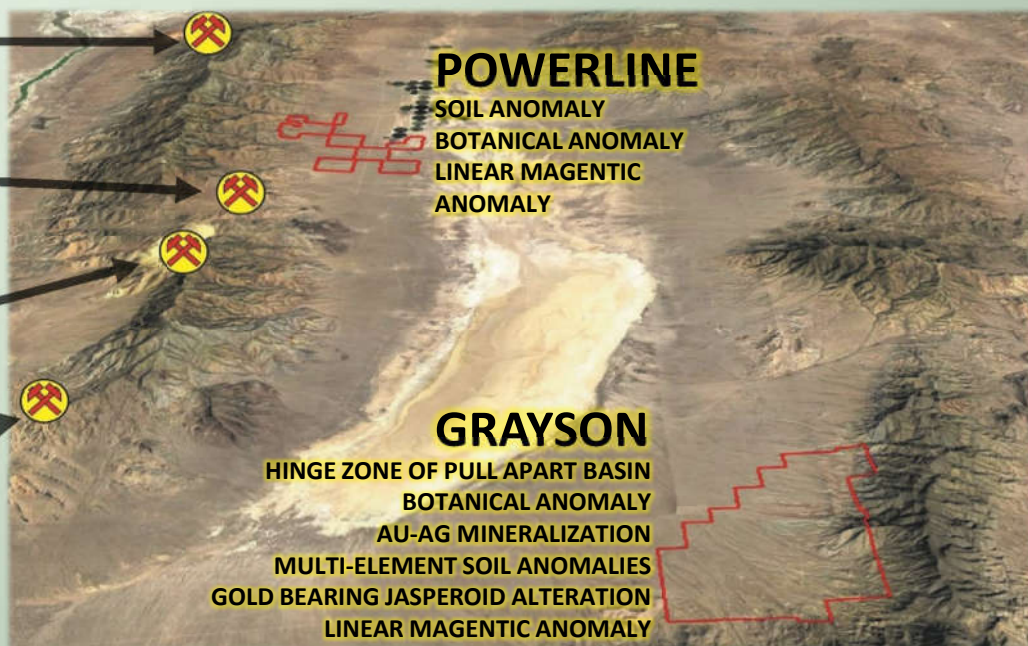 POWERLINE
SOIL ANOMALY
BOTANICAL ANOMALY
LINEAR MAGENTIC
ANOMALY
GRAYSON
HINGE ZONE OF PULL APART BASIN
BOTANICAL ANOMALY
AU-AG MINERALIZATION
MULTI-ELEMENT SOIL ANOMALIES
GOLD BEARING JASPEROID ALTERATION
LINEAR MAGENTIC ANOMALY